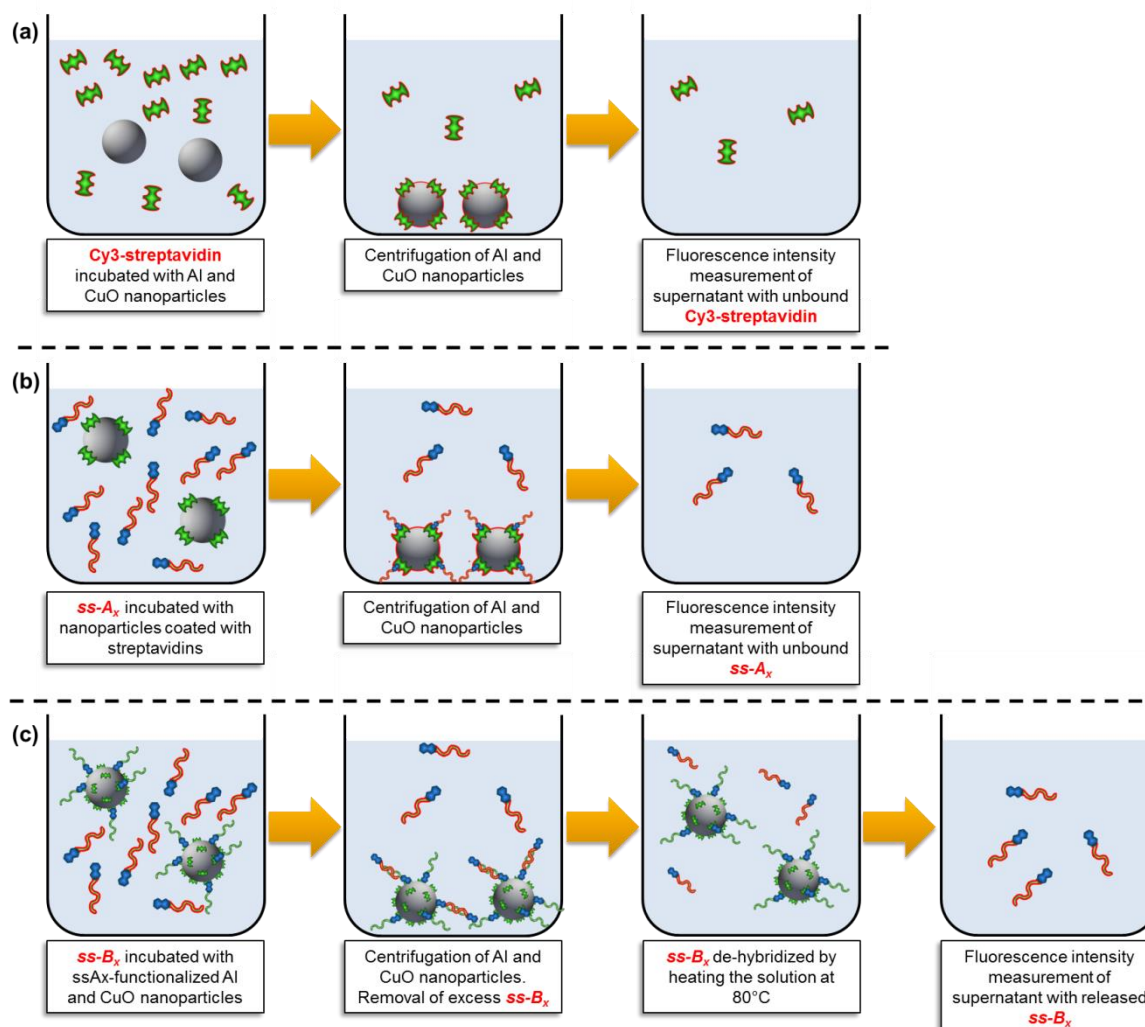 (a)
Cy3-streptavidin
incubated with Al and
CuO nanoparticles
Centrifugation of Al and
CuO nanoparticles
Fluorescence intensity
measurement of
supernatant with unbound
Cy3-streptavidin
(b)
ss-Ax incubated with
nanoparticles coated with
streptavidins
Centrifugation of Al and
CuO nanoparticles
Fluorescence intensity
measurement of
supernatant with unbound
ss-Ax
(c)
ss-Bx incubated with
ssAx-functionalized Al
and CuO nanoparticles
Centrifugation of Al and
CuO nanoparticles.
Removal of excess ss-Bx
ss-Bx de-hybridized by
heating the solution at
80°C
Fluorescence intensity
measurement of
supernatant with released
ss-Bx